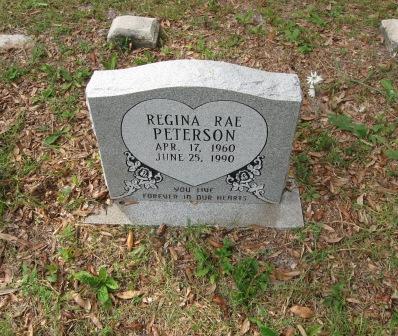 REGINA RAE
PETERSON
APR. 17, 1960
JUNE 25, 1990
YOU LIVE
FOREVER IN OUR HEARTS